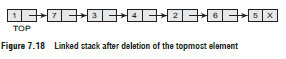 1 7 3 4 2 6 5 X
TOP
Figure 7.18 Linked stack after deletion of the topmost element